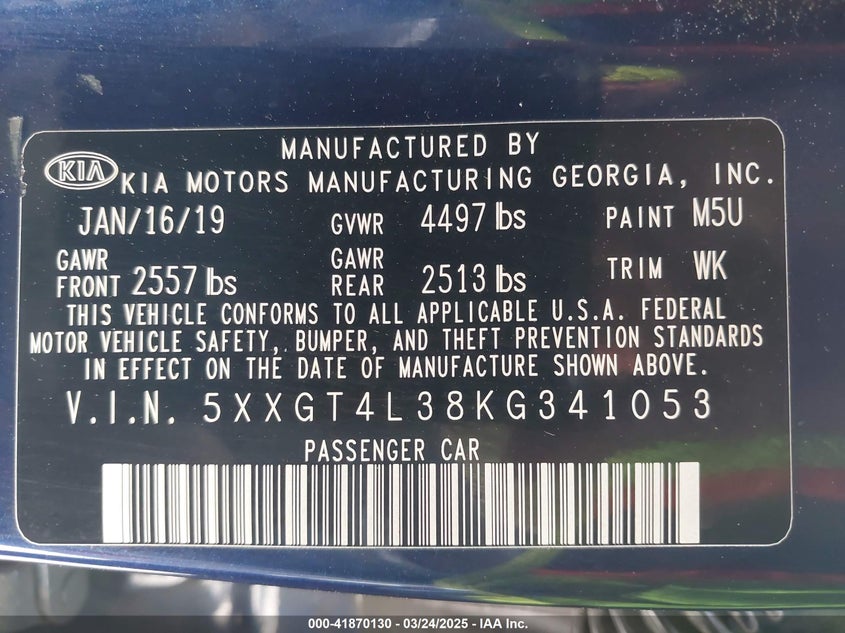 MANUFACTURED BY
KIA KIA MOTORS MANUFACTURING GEORGIA, INC.
JAN/16/19 GVWR 4497 lbs PAINT M5U
GAWR FRONT 2557 lbs GAWR REAR 2513 lbs TRIM WK
THIS VEHICLE CONFORMS TO ALL APPLICABLE U.S.A. FEDERAL
MOTOR VEHICLE SAFETY, BUMPER, AND THEFT PREVENTION STANDARDS
IN EFFECT ON THE DATE OF MANUFACTURE SHOWN ABOVE.
V.I.N. 5XXGT4L38KG341053
PASSENGER CAR
000-41870130 - 03/24/2025 - IAA Inc.